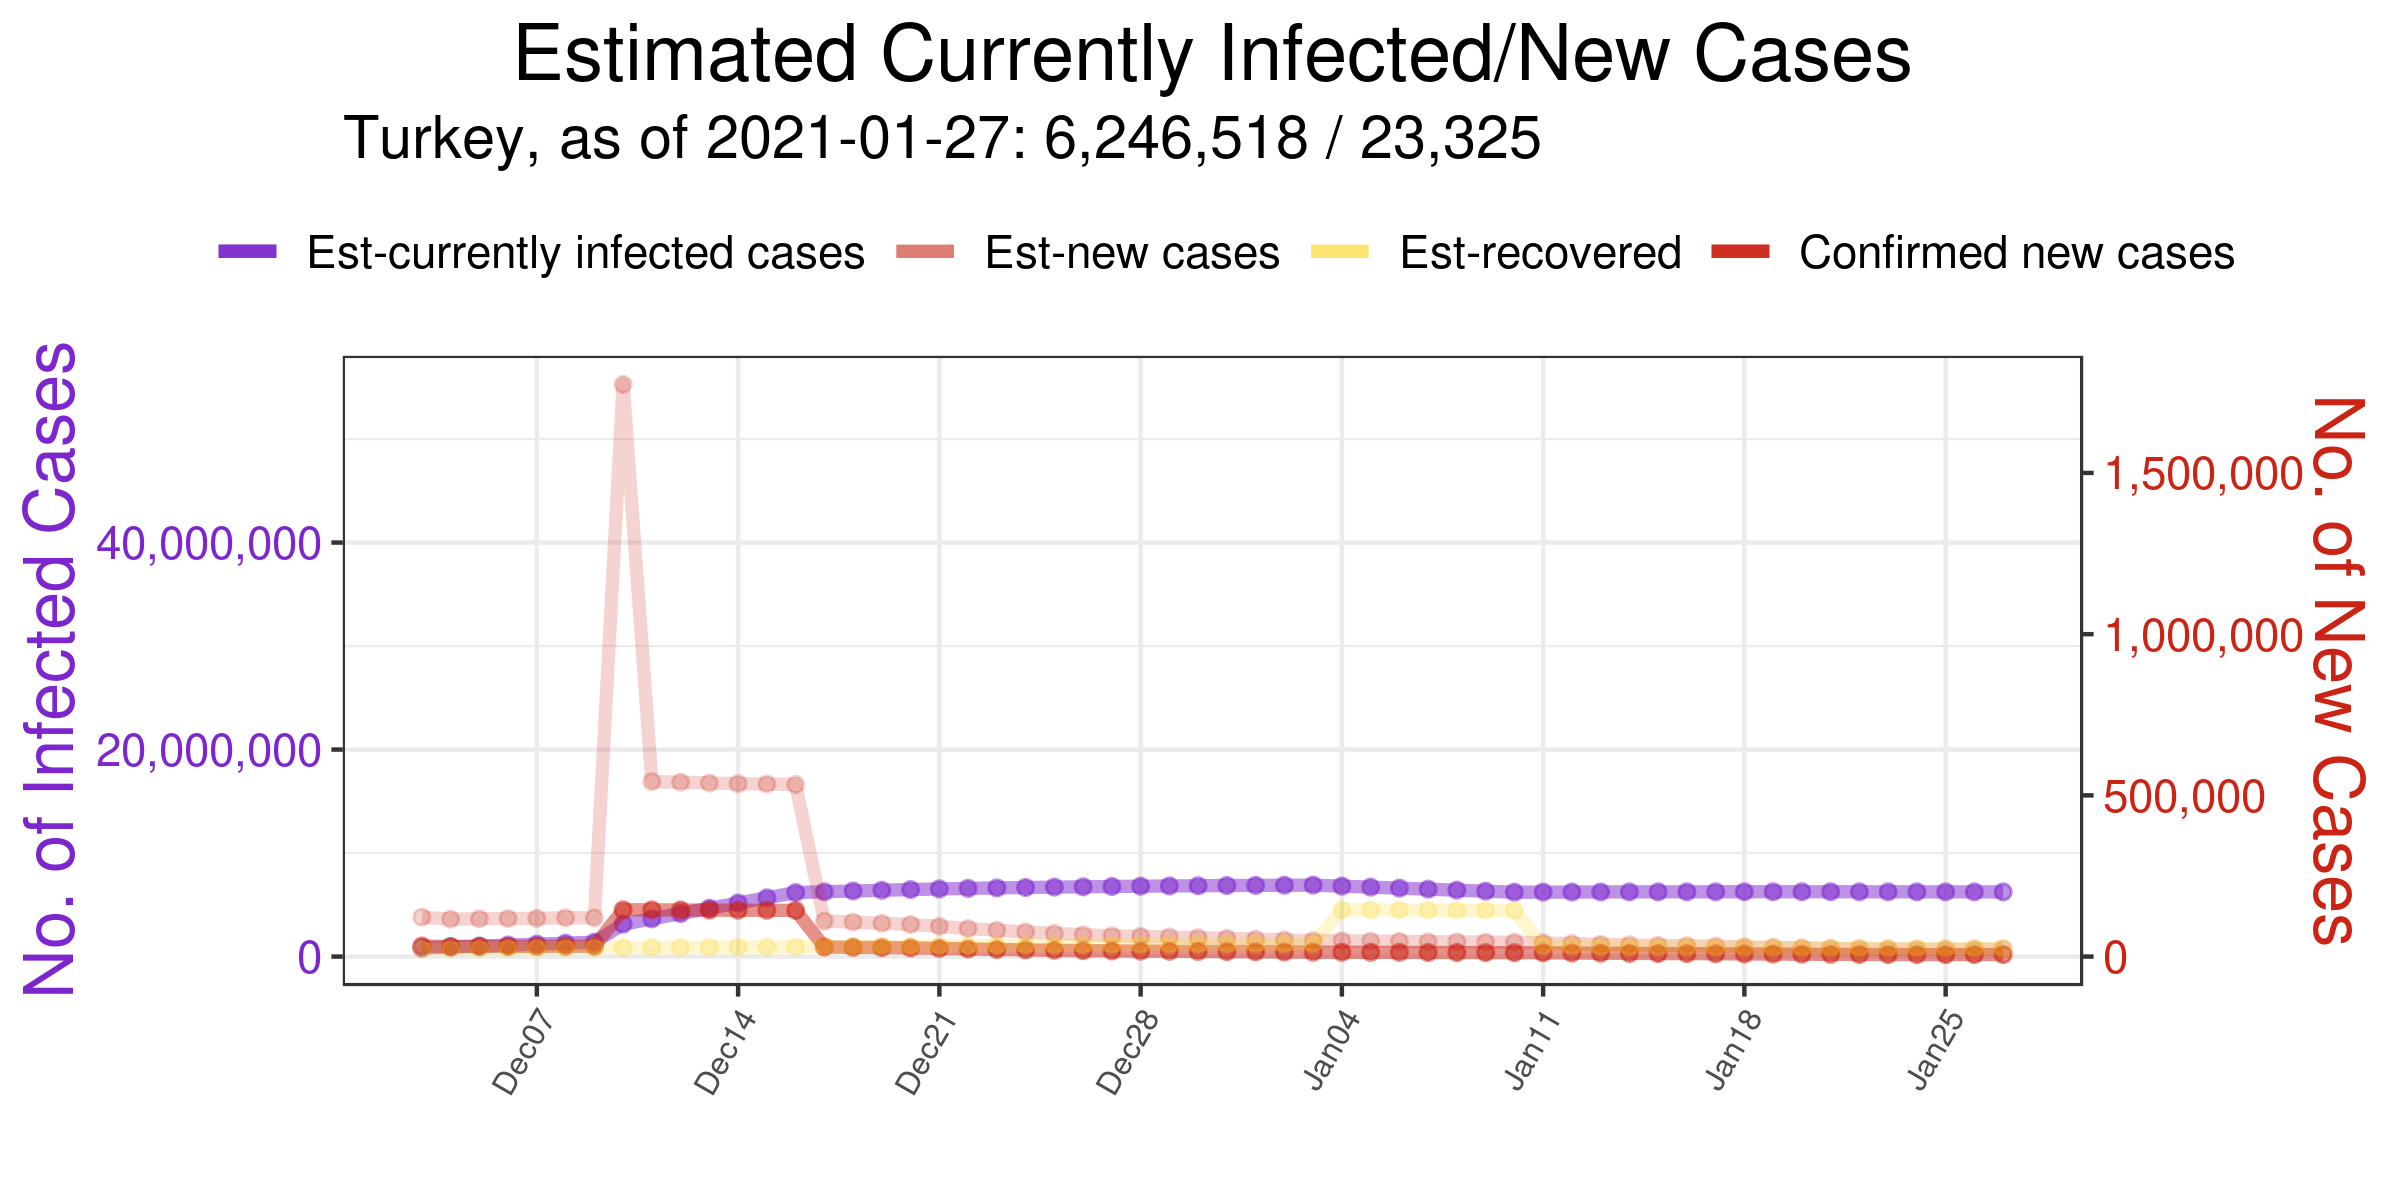 Estimated Currently Infected/New Cases
Turkey, as of 2021-01-27: 6,246,518 / 23,325
Est-currently infected cases Est-new cases Est-recovered Confirmed new cases
No. of Infected Cases
40,000,000
20,000,000
0
1,500,000
1,000,000
500,000
0
No. of New Cases
Dec07 Dec14 Dec21 Dec28 Jan04 Jan11 Jan18 Jan25